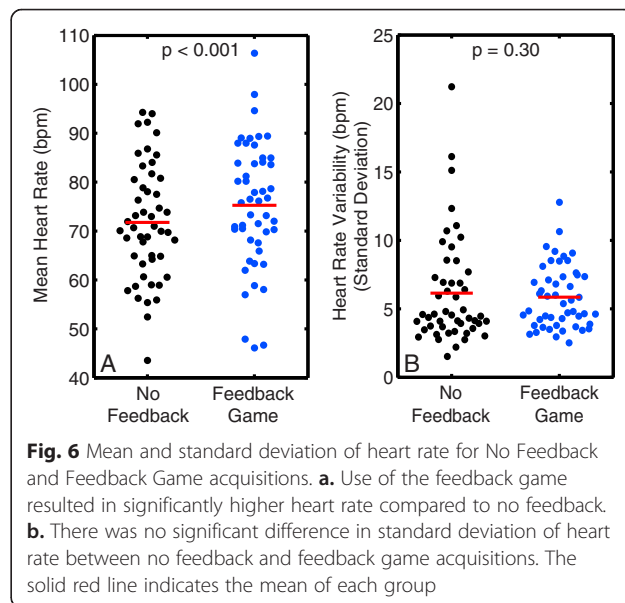 110
100
90
80
70
60
50
40
Mean Heart Rate (bpm)
p < 0.001
A
No
Feedback
Feedback
Game
25
20
15
10
5
0
Heart Rate Variability (bpm)
(Standard Deviation)
p = 0.30
B
No
Feedback
Feedback
Game
Fig. 6 Mean and standard deviation of heart rate for No Feedback
and Feedback Game acquisitions. a. Use of the feedback game
resulted in significantly higher heart rate compared to no feedback.
b. There was no significant difference in standard deviation of heart
rate between no feedback and feedback game acquisitions. The
solid red line indicates the mean of each group